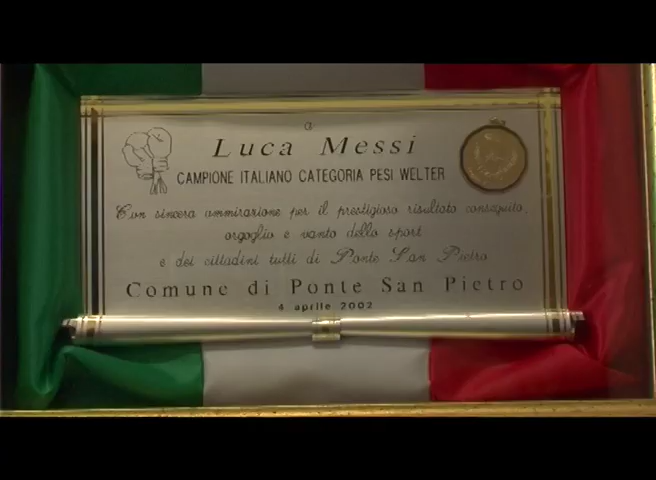 a
Luca Messi
CAMPIONE ITALIANO CATEGORIA PESI WELTER
Con sincera ammirazione per il prestigioso risultato conseguito,
orgoglio e vanto dello sport
e dei cittadini tutti di Ponte San Pietro
Comune di Ponte San Pietro
4 aprile 2002